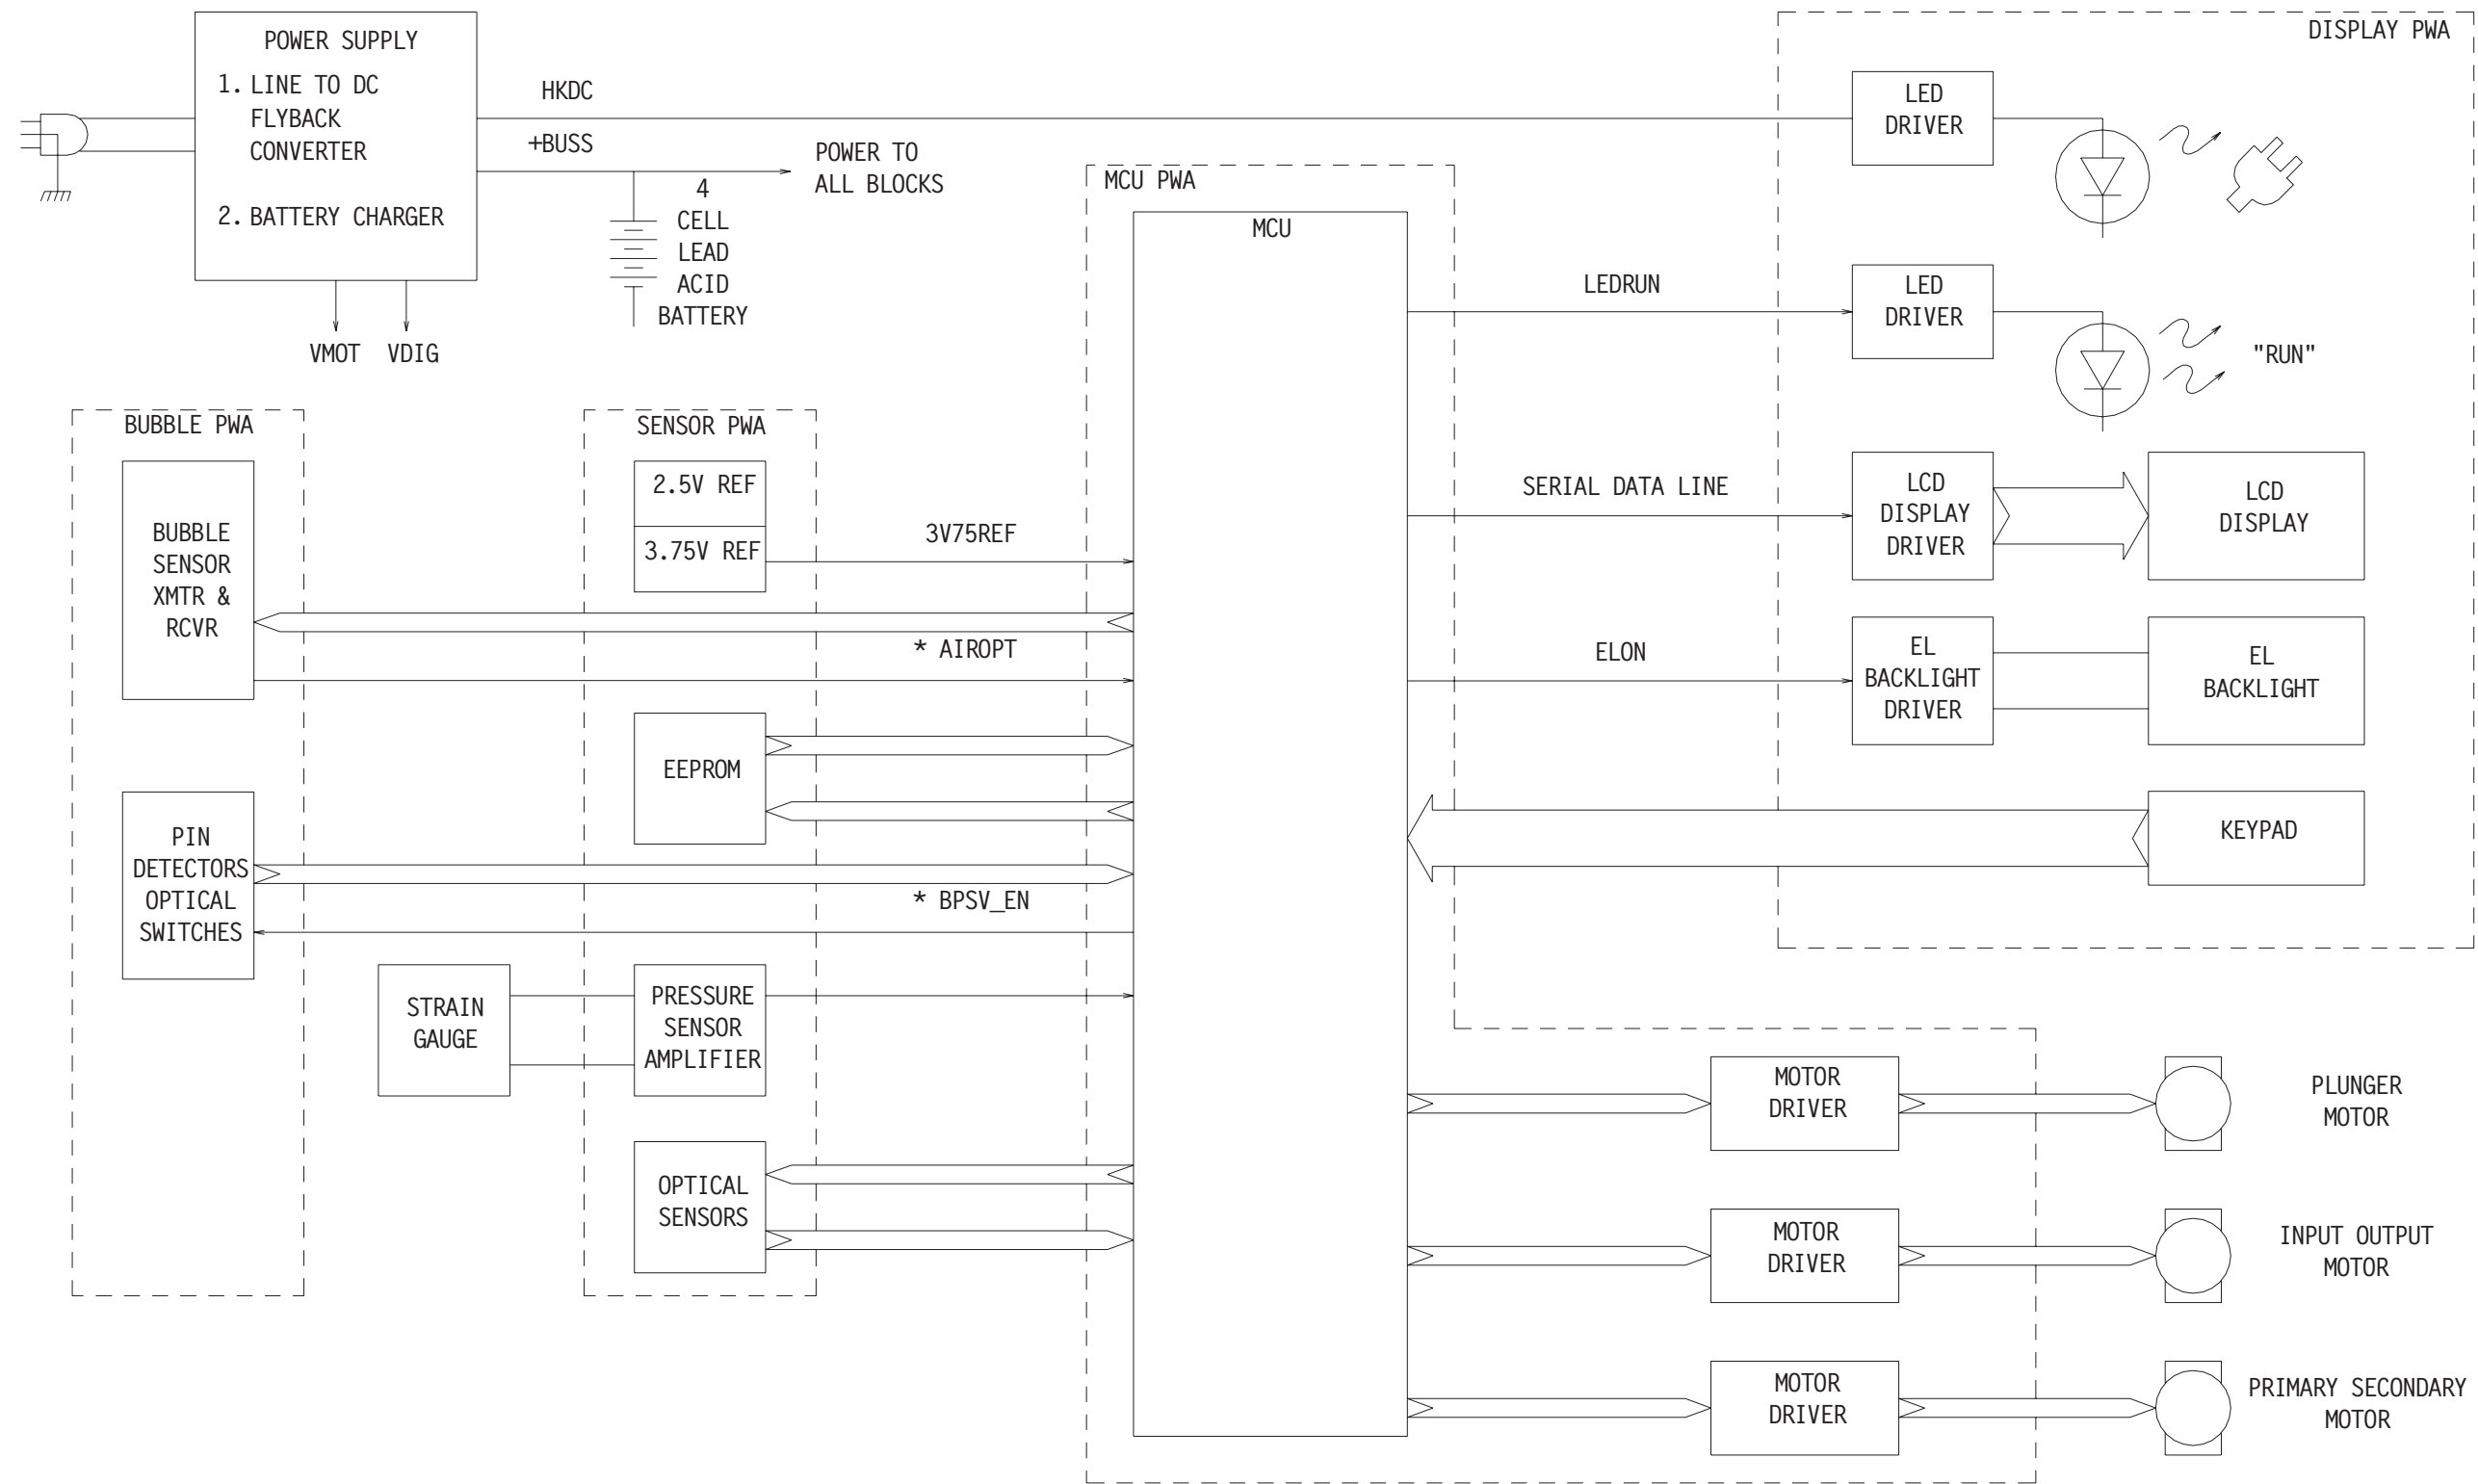 POWER SUPPLY
1. LINE TO DC
FLYBACK
CONVERTER
2. BATTERY CHARGER
HKDC
+BUSS
POWER TO
ALL BLOCKS
4
CELL
LEAD
ACID
BATTERY
VMOT
VDIG
DISPLAY PWA
LED
DRIVER
MCU PWA
MCU
LEDRUN
LED
DRIVER
"RUN"
BUBBLE PWA
BUBBLE
SENSOR
XMTR &
RCVR
SENSOR PWA
2.5V REF
3.75V REF
3V75REF
* AIROPT
SERIAL DATA LINE
LCD
DISPLAY
DRIVER
LCD
DISPLAY
ELON
EL
BACKLIGHT
DRIVER
EL
BACKLIGHT
EEPROM
PIN
DETECTORS
OPTICAL
SWITCHES
* BPSV_EN
KEYPAD
STRAIN
GAUGE
PRESSURE
SENSOR
AMPLIFIER
OPTICAL
SENSORS
MOTOR
DRIVER
PLUNGER
MOTOR
MOTOR
DRIVER
INPUT OUTPUT
MOTOR
MOTOR
DRIVER
PRIMARY SECONDARY
MOTOR